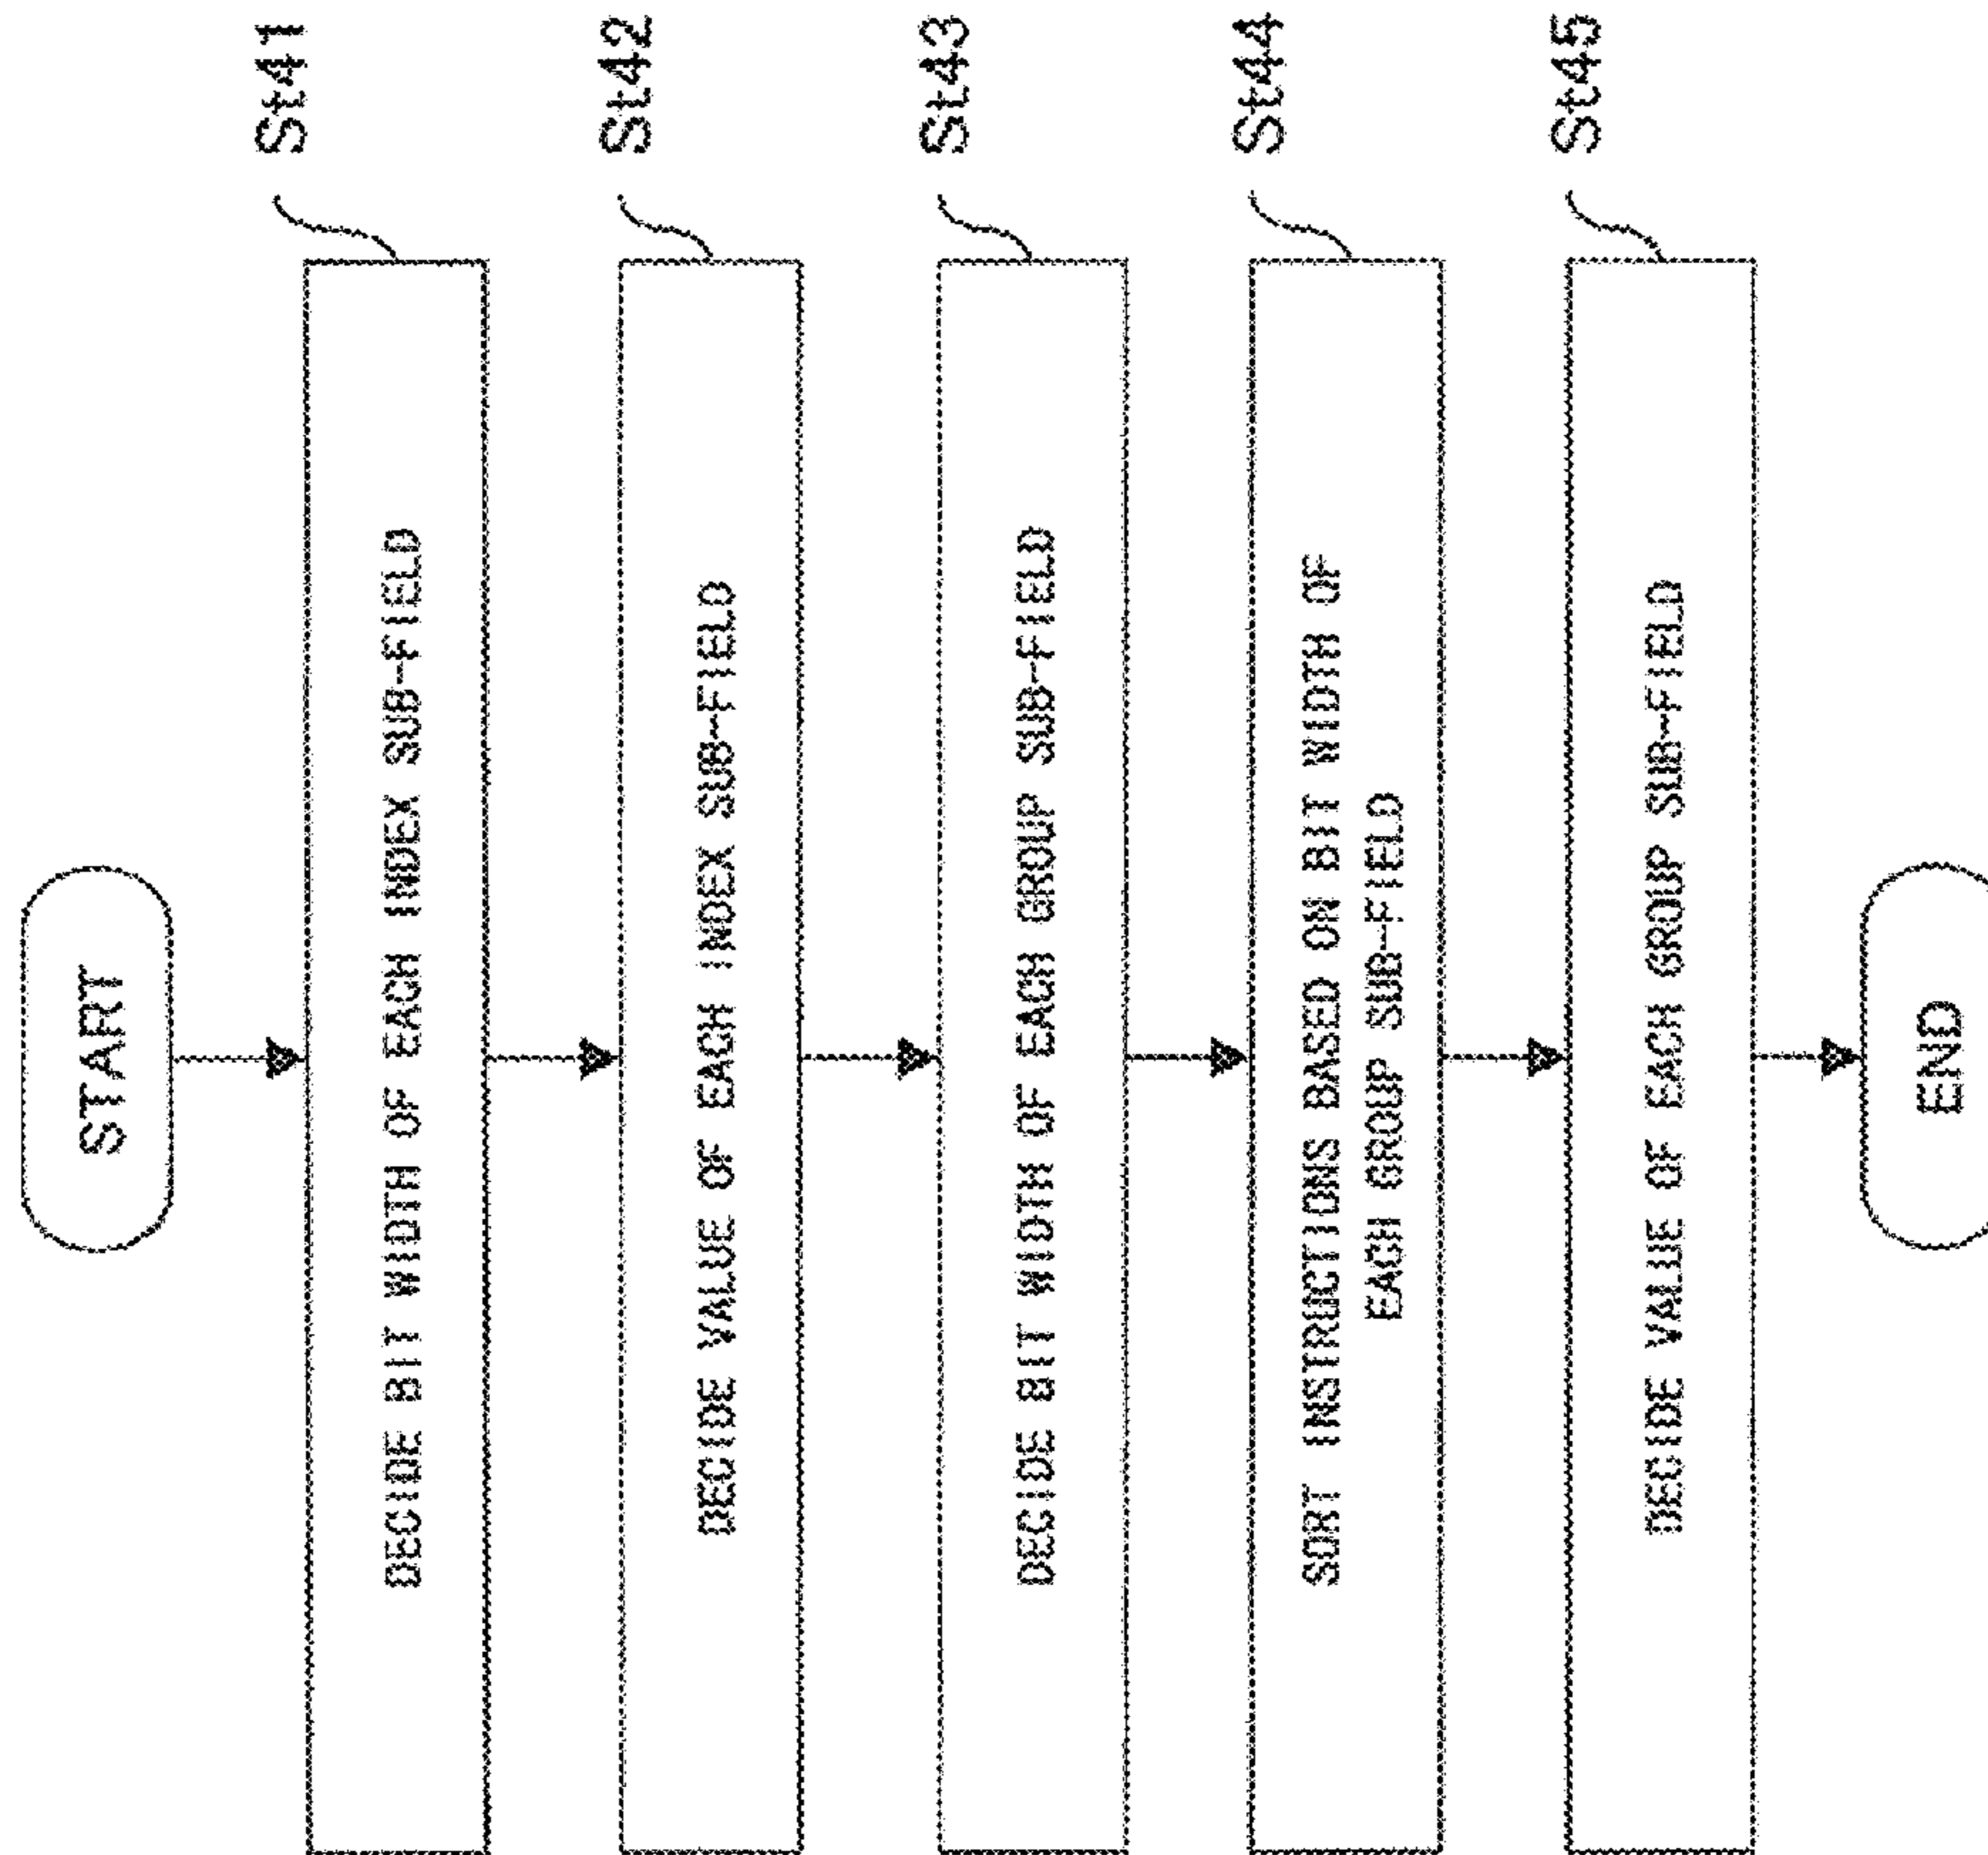 START
St41
DECIDE BIT WIDTH OF EACH INDEX SUB-FIELD
St42
DECIDE VALUE OF EACH INDEX SUB-FIELD
St43
DECIDE BIT WIDTH OF EACH GROUP SUB-FIELD
St44
SORT INSTRUCTIONS BASED ON BIT WIDTH OF
EACH GROUP SUB-FIELD
St45
DECIDE VALUE OF EACH GROUP SUB-FIELD
END